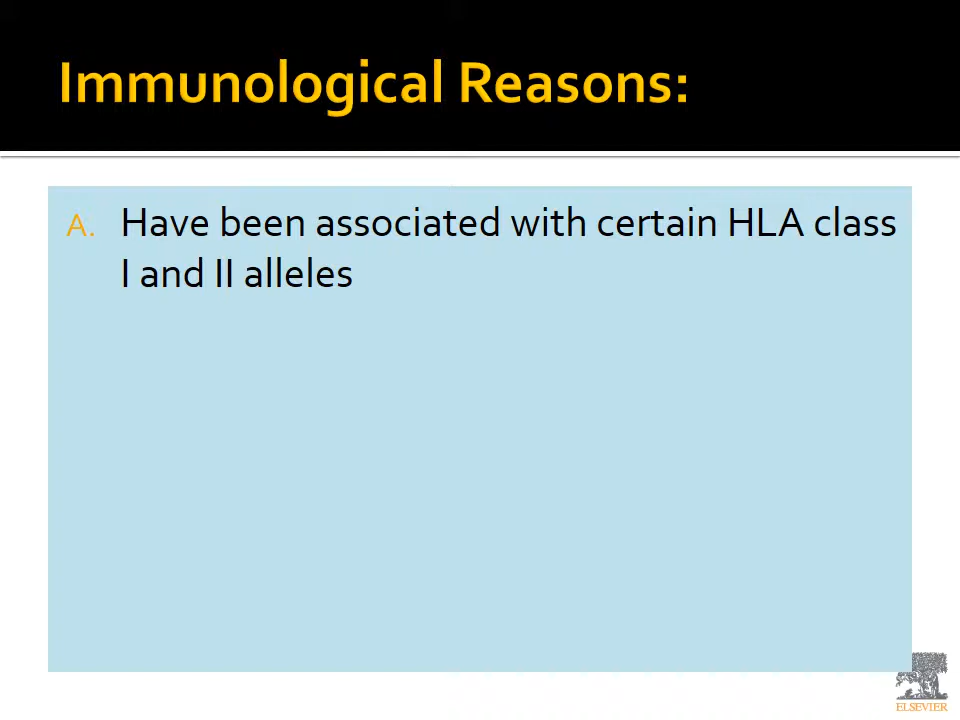 Immunological Reasons:
A. Have been associated with certain HLA class
I and II alleles
ELSEVIER